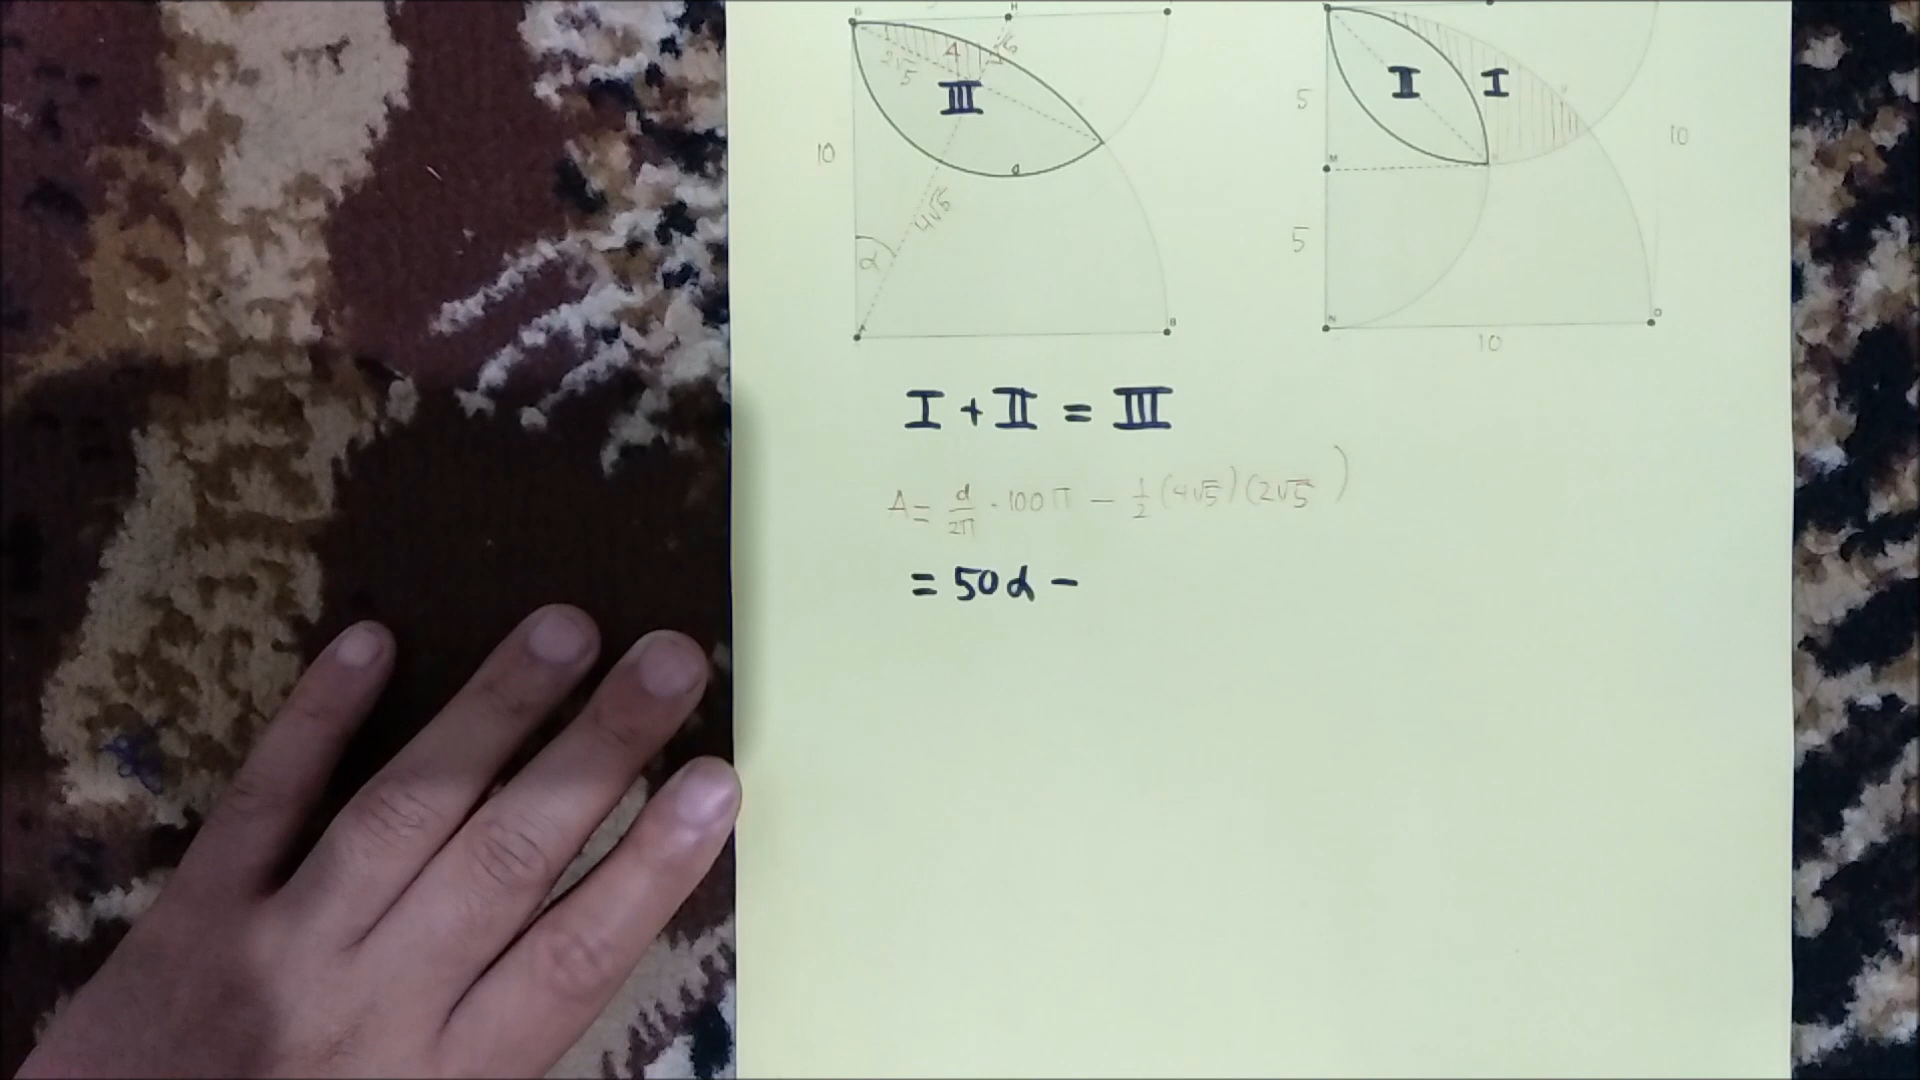 H
III
2√5
4
√5
10
4√5
α
A
B
II
I
5
10
M
5
N
O
10
I + II = III
A = α/2π · 100π − 1/2 (4√5)(2√5)
= 50α −